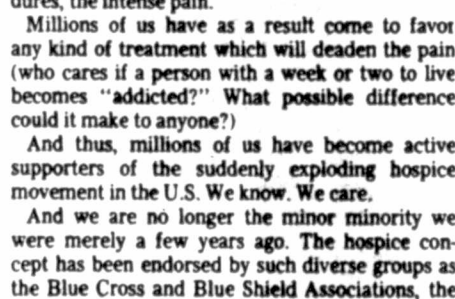 dures, the intense pain.
Millions of us have as a result come to favor
any kind of treatment which will deaden the pain
(who cares if a person with a week or two to live
becomes "addicted?" What possible difference
could it make to anyone?)
And thus, millions of us have become active
supporters of the suddenly exploding hospice
movement in the U.S. We know. We care.
And we are no longer the minor minority we
were merely a few years ago. The hospice con-
cept has been endorsed by such diverse groups as
the Blue Cross and Blue Shield Associations, the